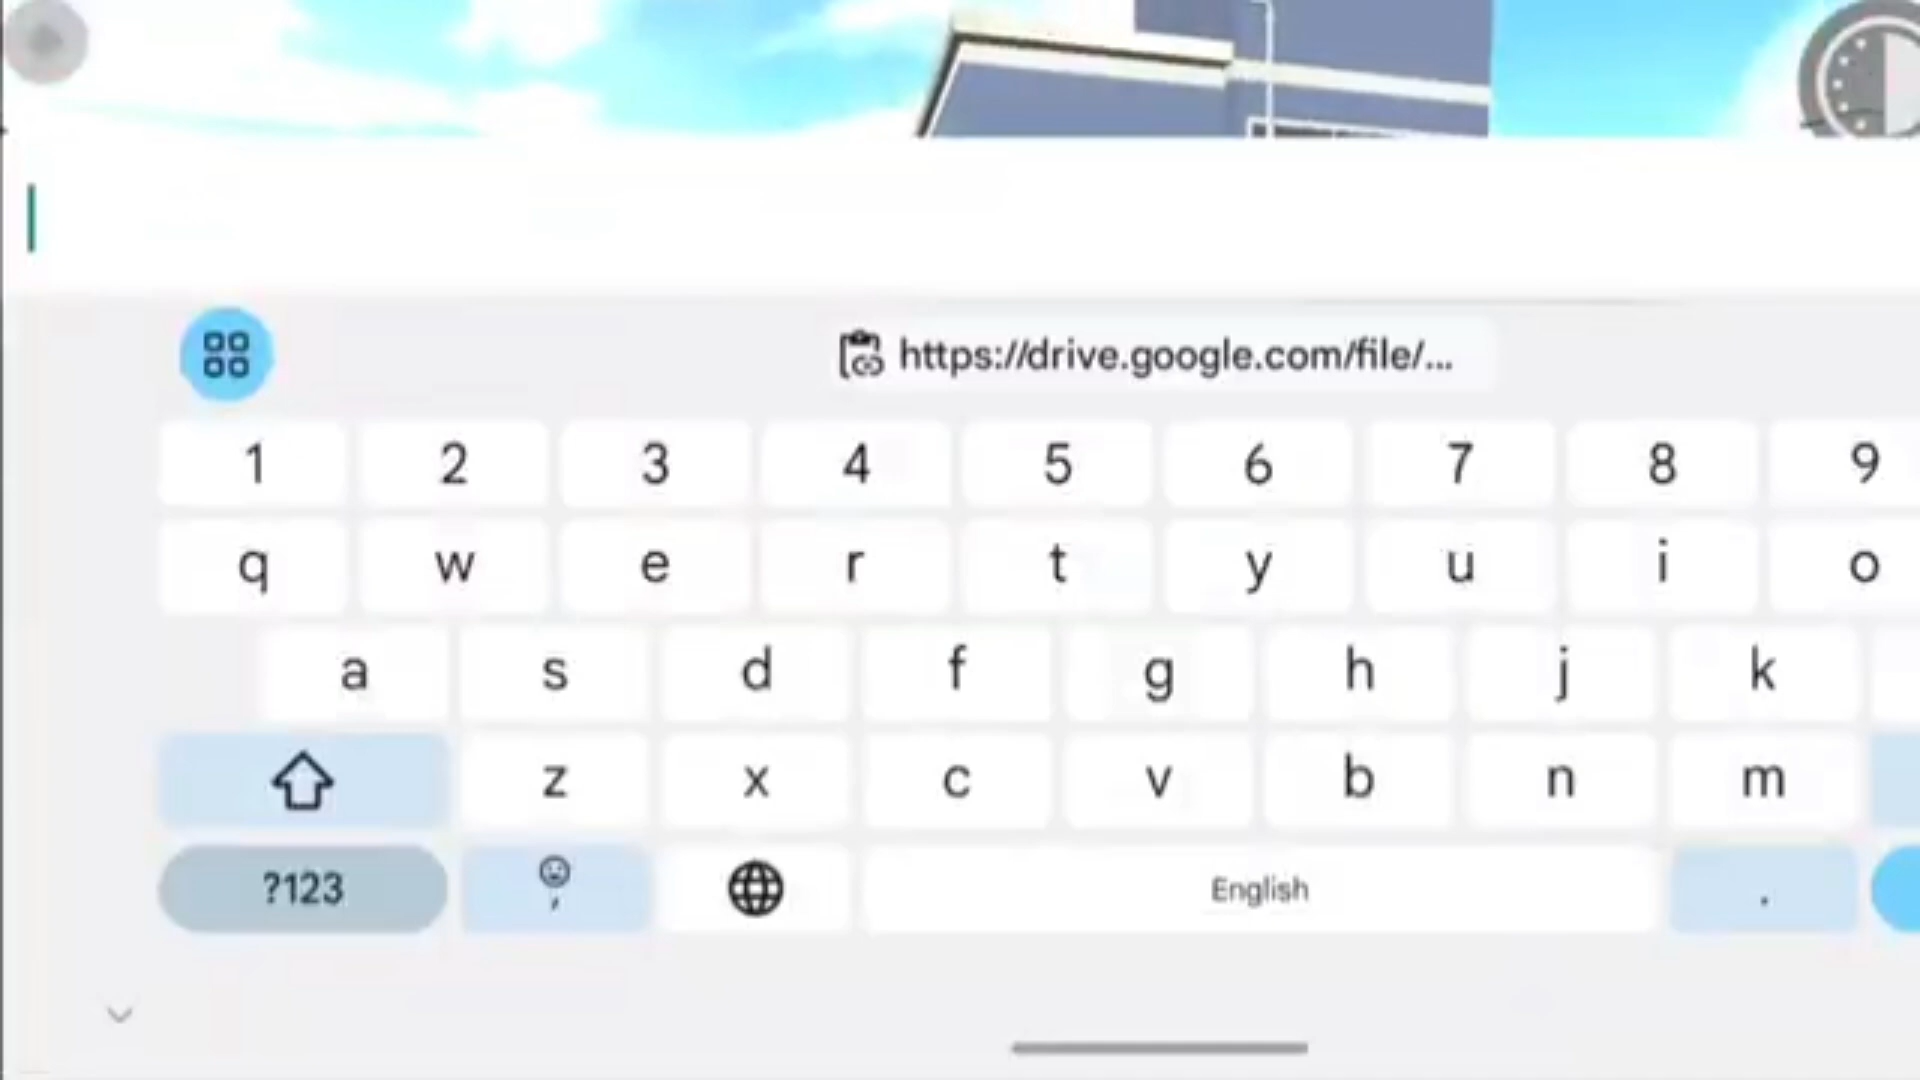 https://drive.google.com/file/...
1 2 3 4 5 6 7 8 9
q w e r t y u i o
a s d f g h j k
z x c v b n m
?123 , English .